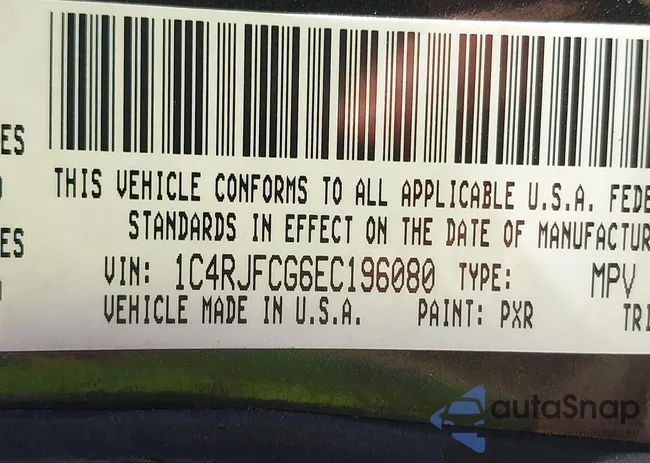 ES
THIS VEHICLE CONFORMS TO ALL APPLICABLE U.S.A. FEDE
STANDARDS IN EFFECT ON THE DATE OF MANUFACTUR
ES
VIN: 1C4RJFCG6EC196080 TYPE: MPV
VEHICLE MADE IN U.S.A. PAINT: PXR TRI
autoSnap